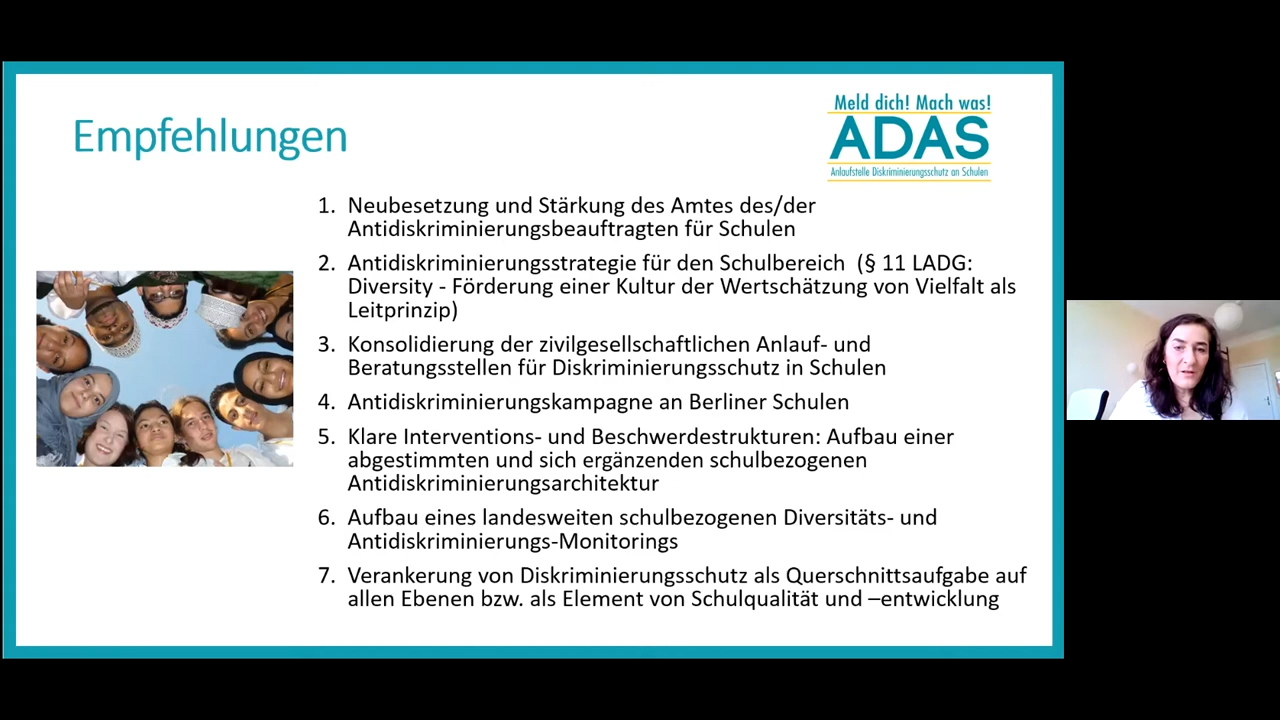 Empfehlungen
Meld dich! Mach was!
ADAS
Anlaufstelle Diskriminierungsschutz an Schulen
1. Neubesetzung und Stärkung des Amtes des/der
Antidiskriminierungsbeauftragten für Schulen
2. Antidiskriminierungsstrategie für den Schulbereich (§ 11 LADG:
Diversity - Förderung einer Kultur der Wertschätzung von Vielfalt als
Leitprinzip)
3. Konsolidierung der zivilgesellschaftlichen Anlauf- und
Beratungsstellen für Diskriminierungsschutz in Schulen
4. Antidiskriminierungskampagne an Berliner Schulen
5. Klare Interventions- und Beschwerdestrukturen: Aufbau einer
abgestimmten und sich ergänzenden schulbezogenen
Antidiskriminierungsarchitektur
6. Aufbau eines landesweiten schulbezogenen Diversitäts- und
Antidiskriminierungs-Monitorings
7. Verankerung von Diskriminierungsschutz als Querschnittsaufgabe auf
allen Ebenen bzw. als Element von Schulqualität und –entwicklung